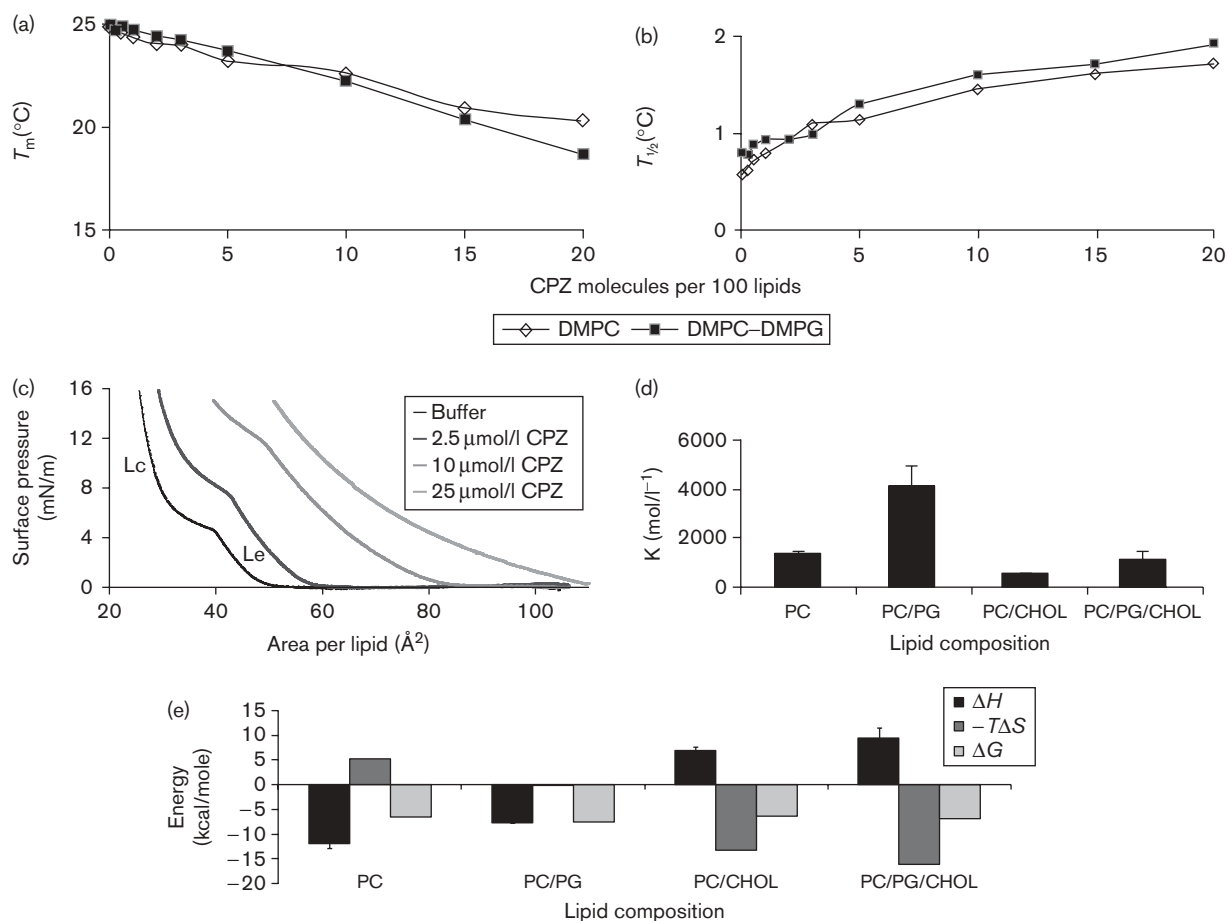 (a)
25
20
15
T_m (°C)
0 5 10 15 20
(b)
2
1
0
T_½ (°C)
0 5 10 15 20
CPZ molecules per 100 lipids
DMPC DMPC–DMPG
(c)
16
12
8
4
0
Surface pressure
(mN/m)
Lc
Le
Buffer
2.5 µmol/l CPZ
10 µmol/l CPZ
25 µmol/l CPZ
20 40 60 80 100
Area per lipid (Å²)
(d)
6000
4000
2000
0
K (mol/l⁻¹)
PC PC/PG PC/CHOL PC/PG/CHOL
Lipid composition
(e)
15
10
5
0
−5
−10
−15
−20
Energy
(kcal/mole)
ΔH
−TΔS
ΔG
PC PC/PG PC/CHOL PC/PG/CHOL
Lipid composition